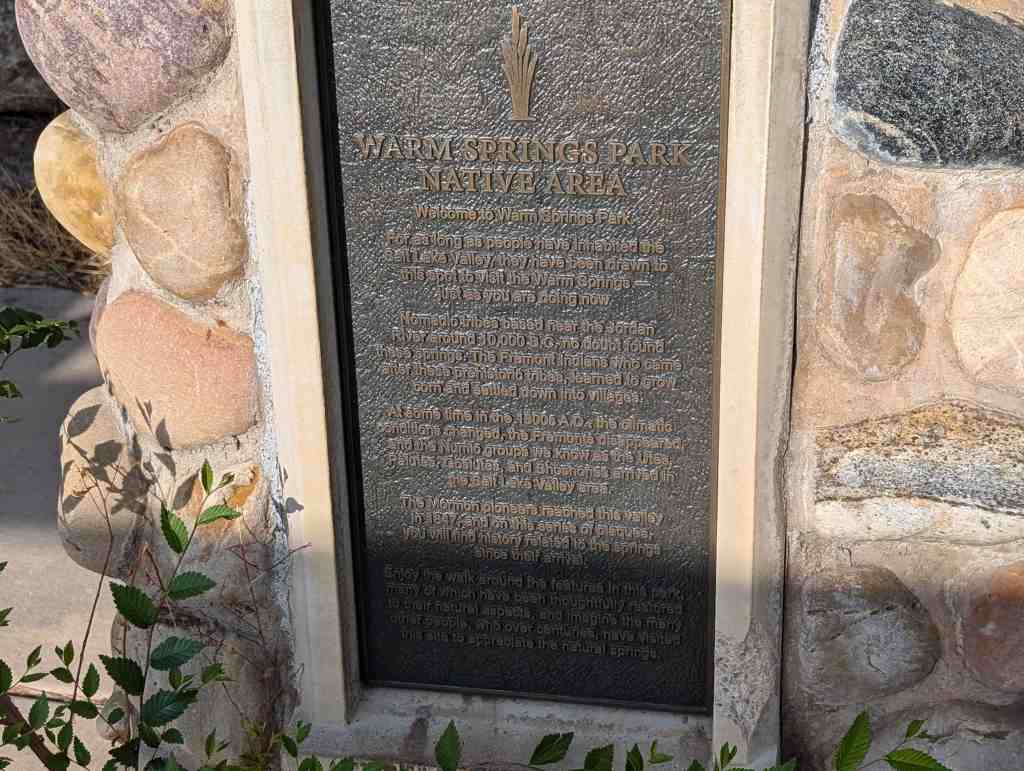 WARM SPRINGS PARK
NATIVE AREA
Welcome to Warm Springs Park.
For as long as people have inhabited the
Salt Lake Valley, they have been drawn to
this spot to visit the Warm Springs —
just as you are doing now.
Nomadic tribes based near the Jordan
River around 10,000 B.C. no doubt found
these springs. The Fremont Indians who came
after these prehistoric tribes, learned to grow
corn and settled down into villages.
At some time in the 1300s A.D., the climatic
conditions changed, the Fremonts disappeared,
and the Numic groups we know as the Utes,
Paiutes, Gosiutes, and Shoshones arrived in
the Salt Lake Valley area.
The Mormon pioneers reached this valley
in 1847, and on this series of plaques,
you will find history related to the springs
since their arrival.
Enjoy the walk around the features in this park,
many of which have been thoughtfully restored
to their natural aspects, and imagine the many
other people, who over centuries, have visited
this site to appreciate the natural springs.